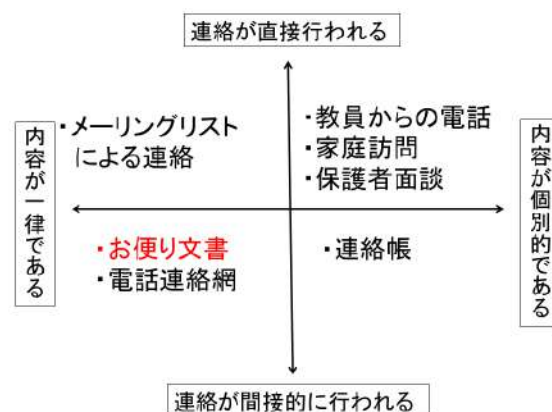 連絡が直接行われる
・メーリングリスト
による連絡
・教員からの電話
・家庭訪問
・保護者面談
内容が一律である
内容が個別的である
・お便り文書
・電話連絡網
・連絡帳
連絡が間接的に行われる